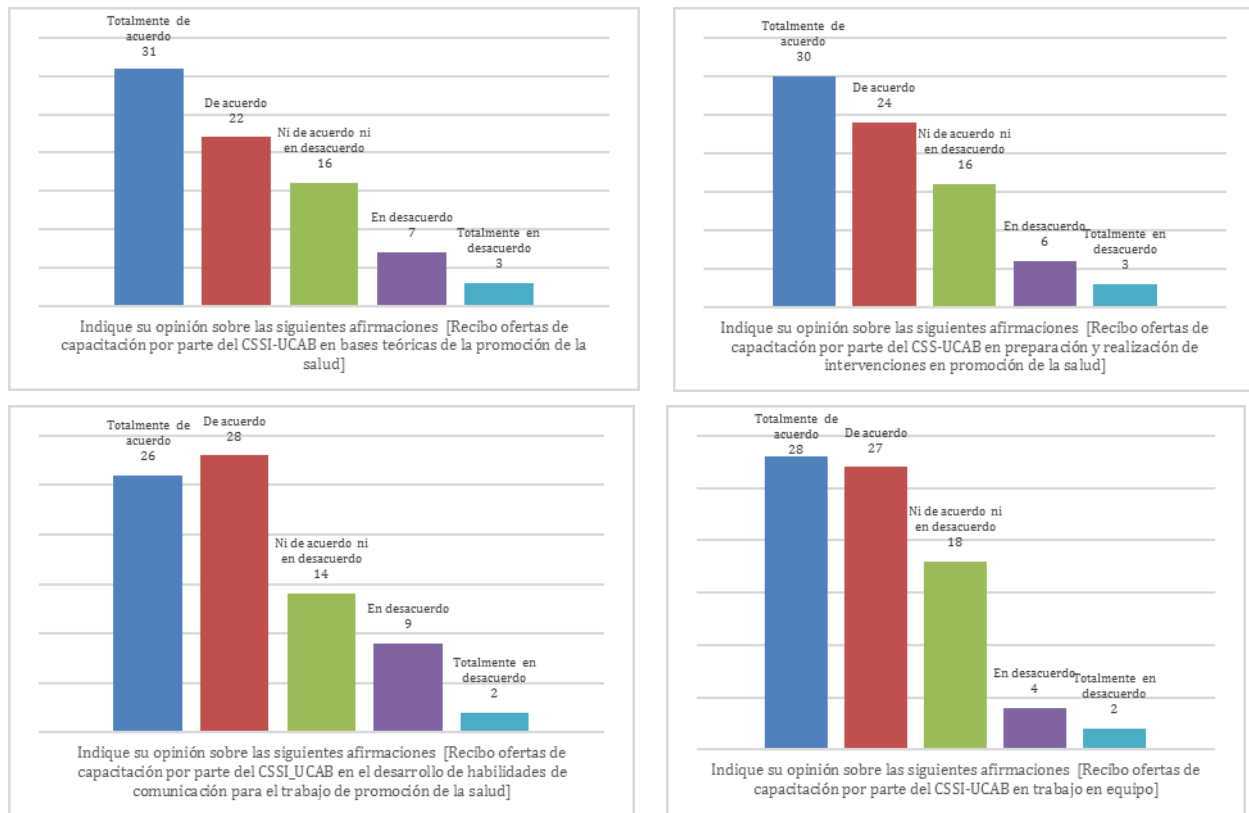 Totalmente de
acuerdo
31
De acuerdo
22
Ni de acuerdo ni
en desacuerdo
16
En desacuerdo
7
Totalmente en
desacuerdo
3
Indique su opinión sobre las siguientes afirmaciones [Recibo ofertas de
capacitación por parte del CSSI-UCAB en bases teóricas de la promoción de la
salud]
Totalmente de
acuerdo
30
De acuerdo
24
Ni de acuerdo ni
en desacuerdo
16
En desacuerdo
6
Totalmente en
desacuerdo
3
Indique su opinión sobre las siguientes afirmaciones [Recibo ofertas de
capacitación por parte del CSS-UCAB en preparación y realización de
intervenciones en promoción de la salud]
Totalmente de
acuerdo
26
De acuerdo
28
Ni de acuerdo ni
en desacuerdo
14
En desacuerdo
9
Totalmente en
desacuerdo
2
Indique su opinión sobre las siguientes afirmaciones [Recibo ofertas de
capacitación por parte del CSSI_UCAB en el desarrollo de habilidades de
comunicación para el trabajo de promoción de la salud]
Totalmente de
acuerdo
28
De acuerdo
27
Ni de acuerdo ni
en desacuerdo
18
En desacuerdo
4
Totalmente en
desacuerdo
2
Indique su opinión sobre las siguientes afirmaciones [Recibo ofertas de
capacitación por parte del CSSI-UCAB en trabajo en equipo]